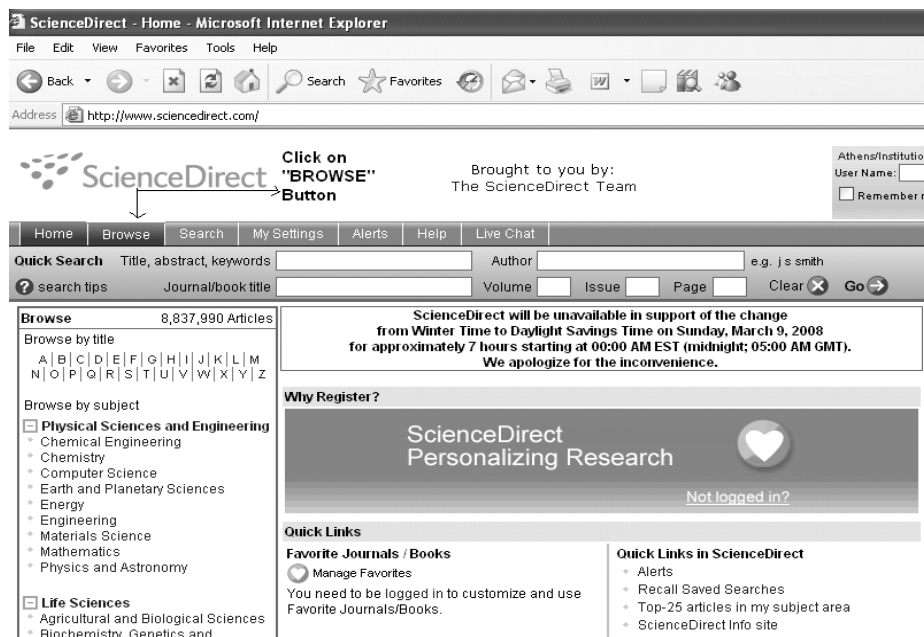 ScienceDirect - Home - Microsoft Internet Explorer
File Edit View Favorites Tools Help
Back Search Favorites
Address http://www.sciencedirect.com/
ScienceDirect
Click on
"BROWSE"
Button
Brought to you by:
The ScienceDirect Team
Athens/Institutio
User Name:
Remember
Home Browse Search My Settings Alerts Help Live Chat
Quick Search Title, abstract, keywords Author e.g. j s smith
? search tips Journal/book title Volume Issue Page Clear Go
Browse 8,837,990 Articles
Browse by title
A | B | C | D | E | F | G | H | I | J | K | L | M
N | O | P | Q | R | S | T | U | V | W | X | Y | Z
Browse by subject
Physical Sciences and Engineering
Chemical Engineering
Chemistry
Computer Science
Earth and Planetary Sciences
Energy
Engineering
Materials Science
Mathematics
Physics and Astronomy
Life Sciences
Agricultural and Biological Sciences
Biochemistry, Genetics and
ScienceDirect will be unavailable in support of the change
from Winter Time to Daylight Savings Time on Sunday, March 9, 2008
for approximately 7 hours starting at 00:00 AM EST (midnight; 05:00 AM GMT).
We apologize for the inconvenience.
Why Register?
ScienceDirect
Personalizing Research
Not logged in?
Quick Links
Favorite Journals / Books
Manage Favorites
You need to be logged in to customize and use
Favorite Journals/Books.
Quick Links in ScienceDirect
Alerts
Recall Saved Searches
Top-25 articles in my subject area
ScienceDirect Info site